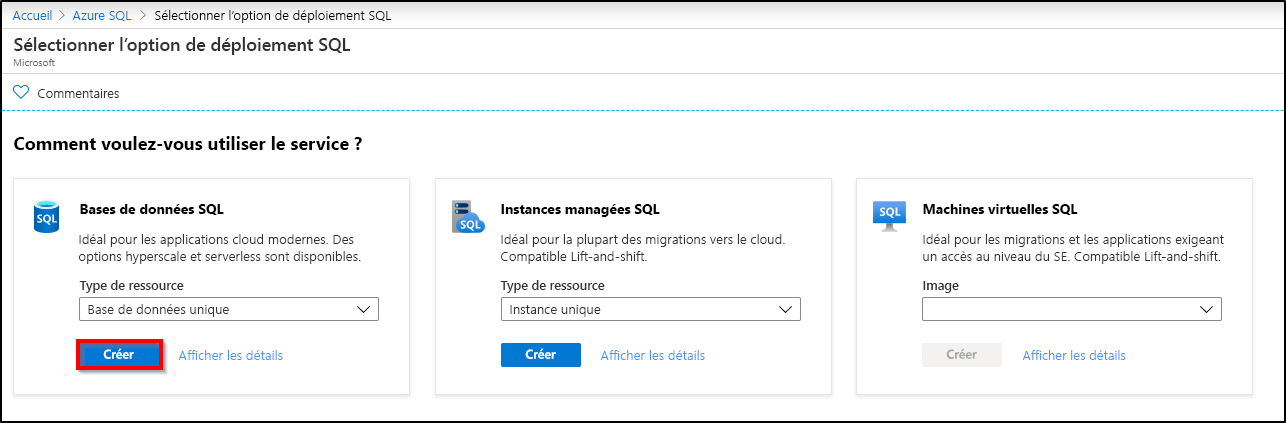 Accueil > Azure SQL > Sélectionner l'option de déploiement SQL
Sélectionner l'option de déploiement SQL
Microsoft
Commentaires
Comment voulez-vous utiliser le service ?
SQL
Bases de données SQL
Idéal pour les applications cloud modernes. Des
options hyperscale et serverless sont disponibles.
Type de ressource
Base de données unique
Créer
Afficher les détails
SQL
Instances managées SQL
Idéal pour la plupart des migrations vers le cloud.
Compatible Lift-and-shift.
Type de ressource
Instance unique
Créer
Afficher les détails
SQL
Machines virtuelles SQL
Idéal pour les migrations et les applications exigeant
un accès au niveau du SE. Compatible Lift-and-shift.
Image
Créer
Afficher les détails